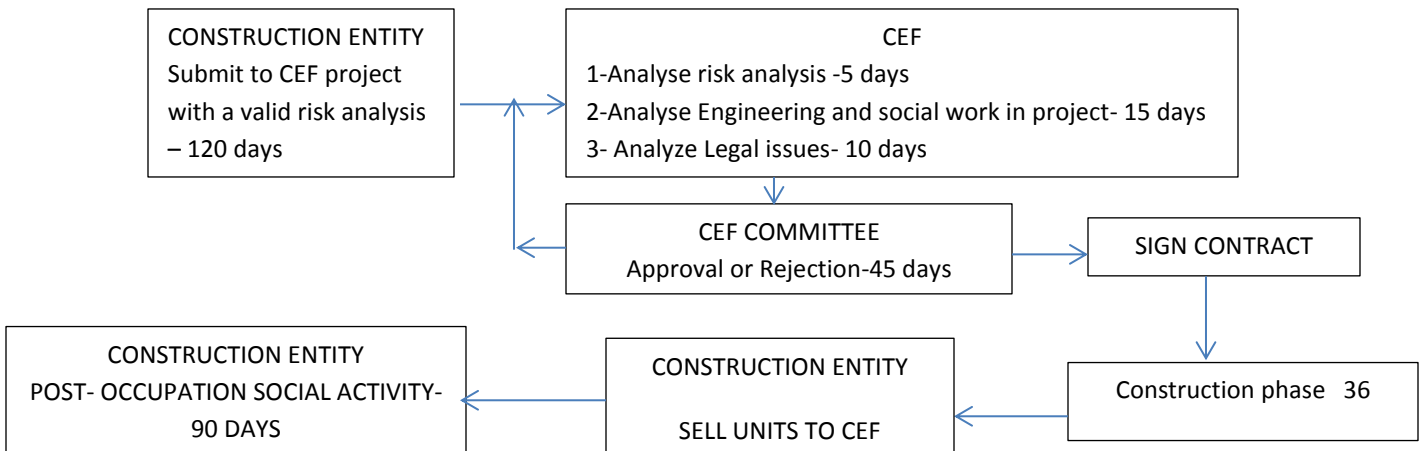 CONSTRUCTION ENTITY
Submit to CEF project
with a valid risk analysis
– 120 days
CEF
1-Analyse risk analysis -5 days
2-Analyse Engineering and social work in project- 15 days
3- Analyze Legal issues- 10 days
CEF COMMITTEE
Approval or Rejection-45 days
SIGN CONTRACT
CONSTRUCTION ENTITY
POST- OCCUPATION SOCIAL ACTIVITY-
90 DAYS
CONSTRUCTION ENTITY
SELL UNITS TO CEF
Construction phase 36